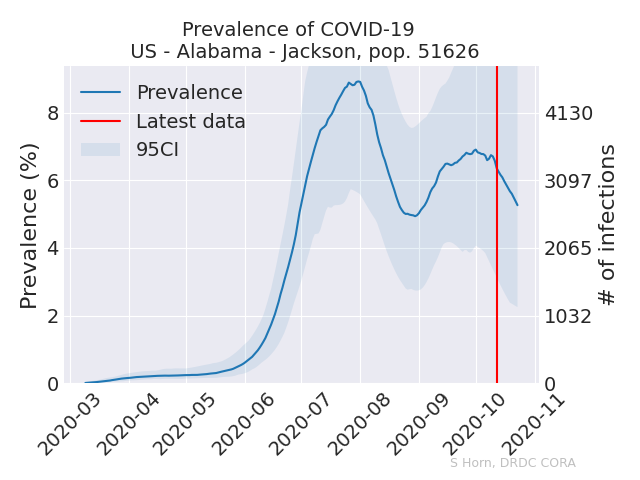 Prevalence of COVID-19
US - Alabama - Jackson, pop. 51626
Prevalence
Latest data
95CI
Prevalence (%)
8
6
4
2
0
4130
3097
2065
1032
0
# of infections
2020-03
2020-04
2020-05
2020-06
2020-07
2020-08
2020-09
2020-10
2020-11
S Horn, DRDC CORA